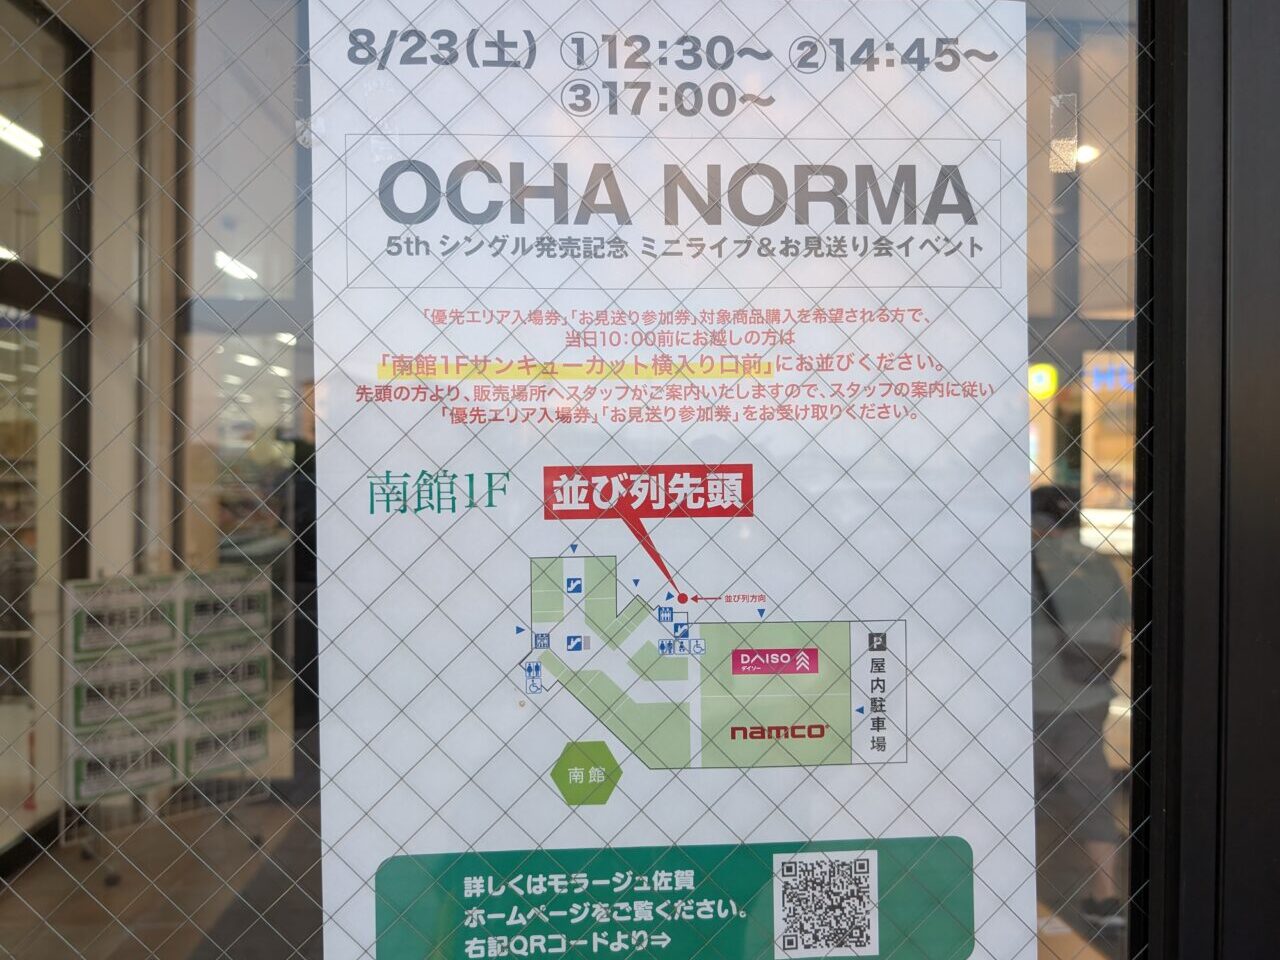 8/23(土) ①12:30～ ②14:45～
③17:00～
OCHA NORMA
5th シングル発売記念 ミニライブ＆お見送り会イベント
「優先エリア入場券」「お見送り参加券」対象商品購入を希望される方で、
当日10:00前にお越しの方は
「南館1Fサンキューカット横入り口前」にお並びください。
先頭の方より、販売場所へスタッフがご案内いたしますので、スタッフの案内に従い
「優先エリア入場券」「お見送り参加券」をお受け取りください。
南館1F
並び列先頭
並び列方向
DAISO
デイソー
namco
P
屋内駐車場
南館
詳しくはモラージュ佐賀
ホームページをご覧ください。
右記QRコードより⇒